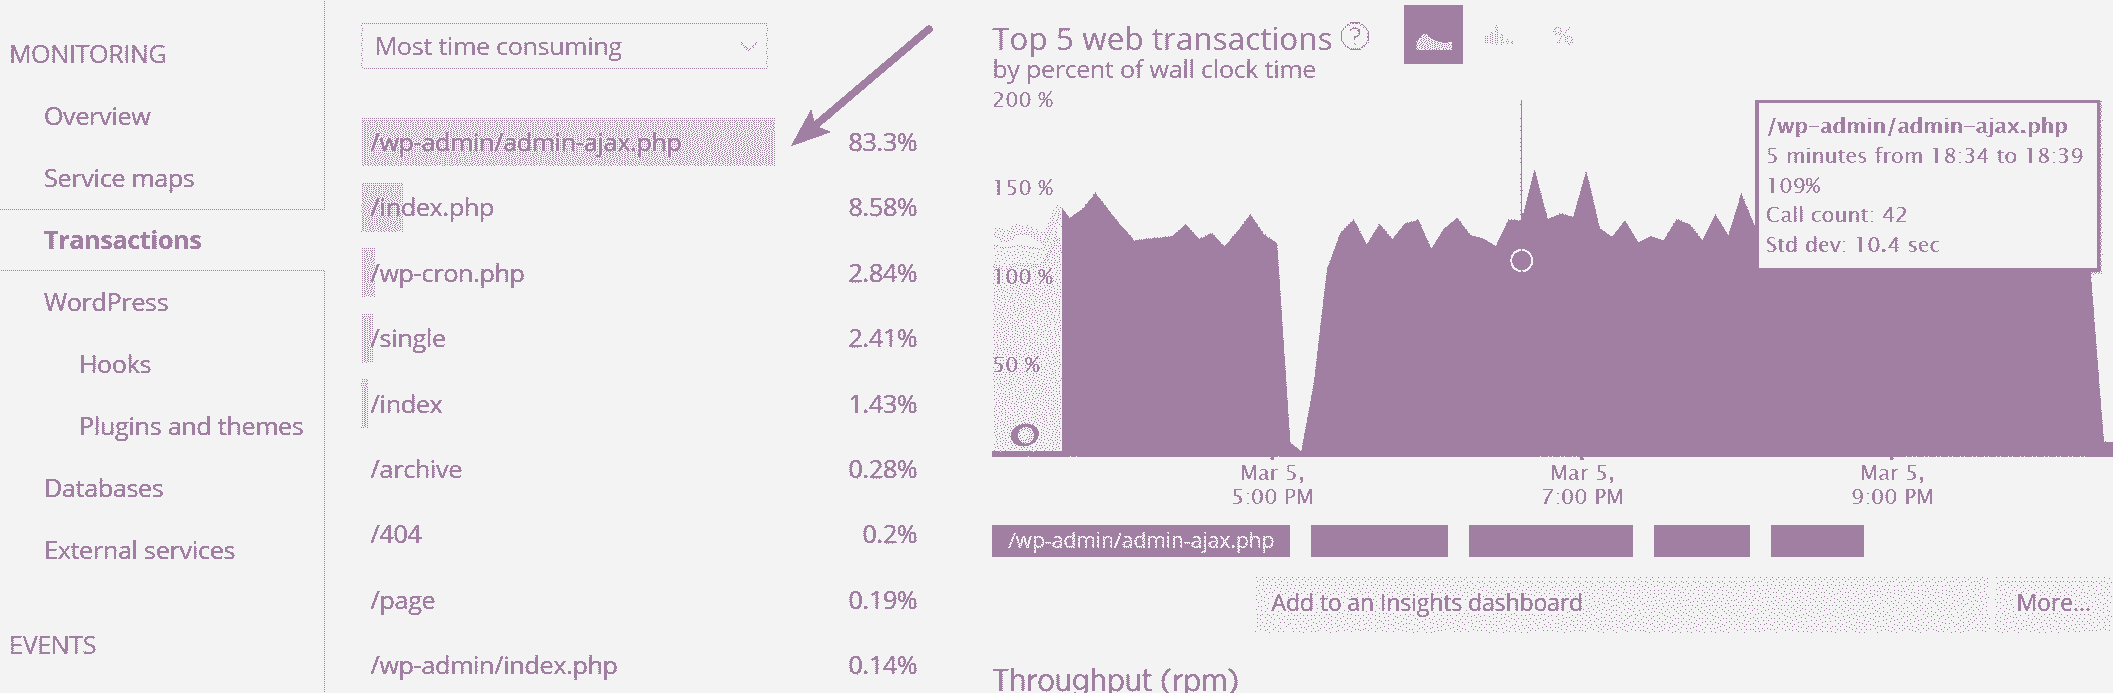 MONITORING
Overview
Service maps
Transactions
WordPress
Hooks
Plugins and themes
Databases
External services
EVENTS
Most time consuming
/wp-admin/admin-ajax.php 83.3%
/index.php 8.58%
/wp-cron.php 2.84%
/single 2.41%
/index 1.43%
/archive 0.28%
/404 0.2%
/page 0.19%
/wp-admin/index.php 0.14%
Top 5 web transactions ?
%
by percent of wall clock time
200 %
150 %
100 %
50 %
/wp-admin/admin-ajax.php
5 minutes from 18:34 to 18:39
109%
Call count: 42
Std dev: 10.4 sec
Mar 5,
5:00 PM
Mar 5,
7:00 PM
Mar 5,
9:00 PM
/wp-admin/admin-ajax.php
Add to an Insights dashboard
More...
Throughput (rpm)